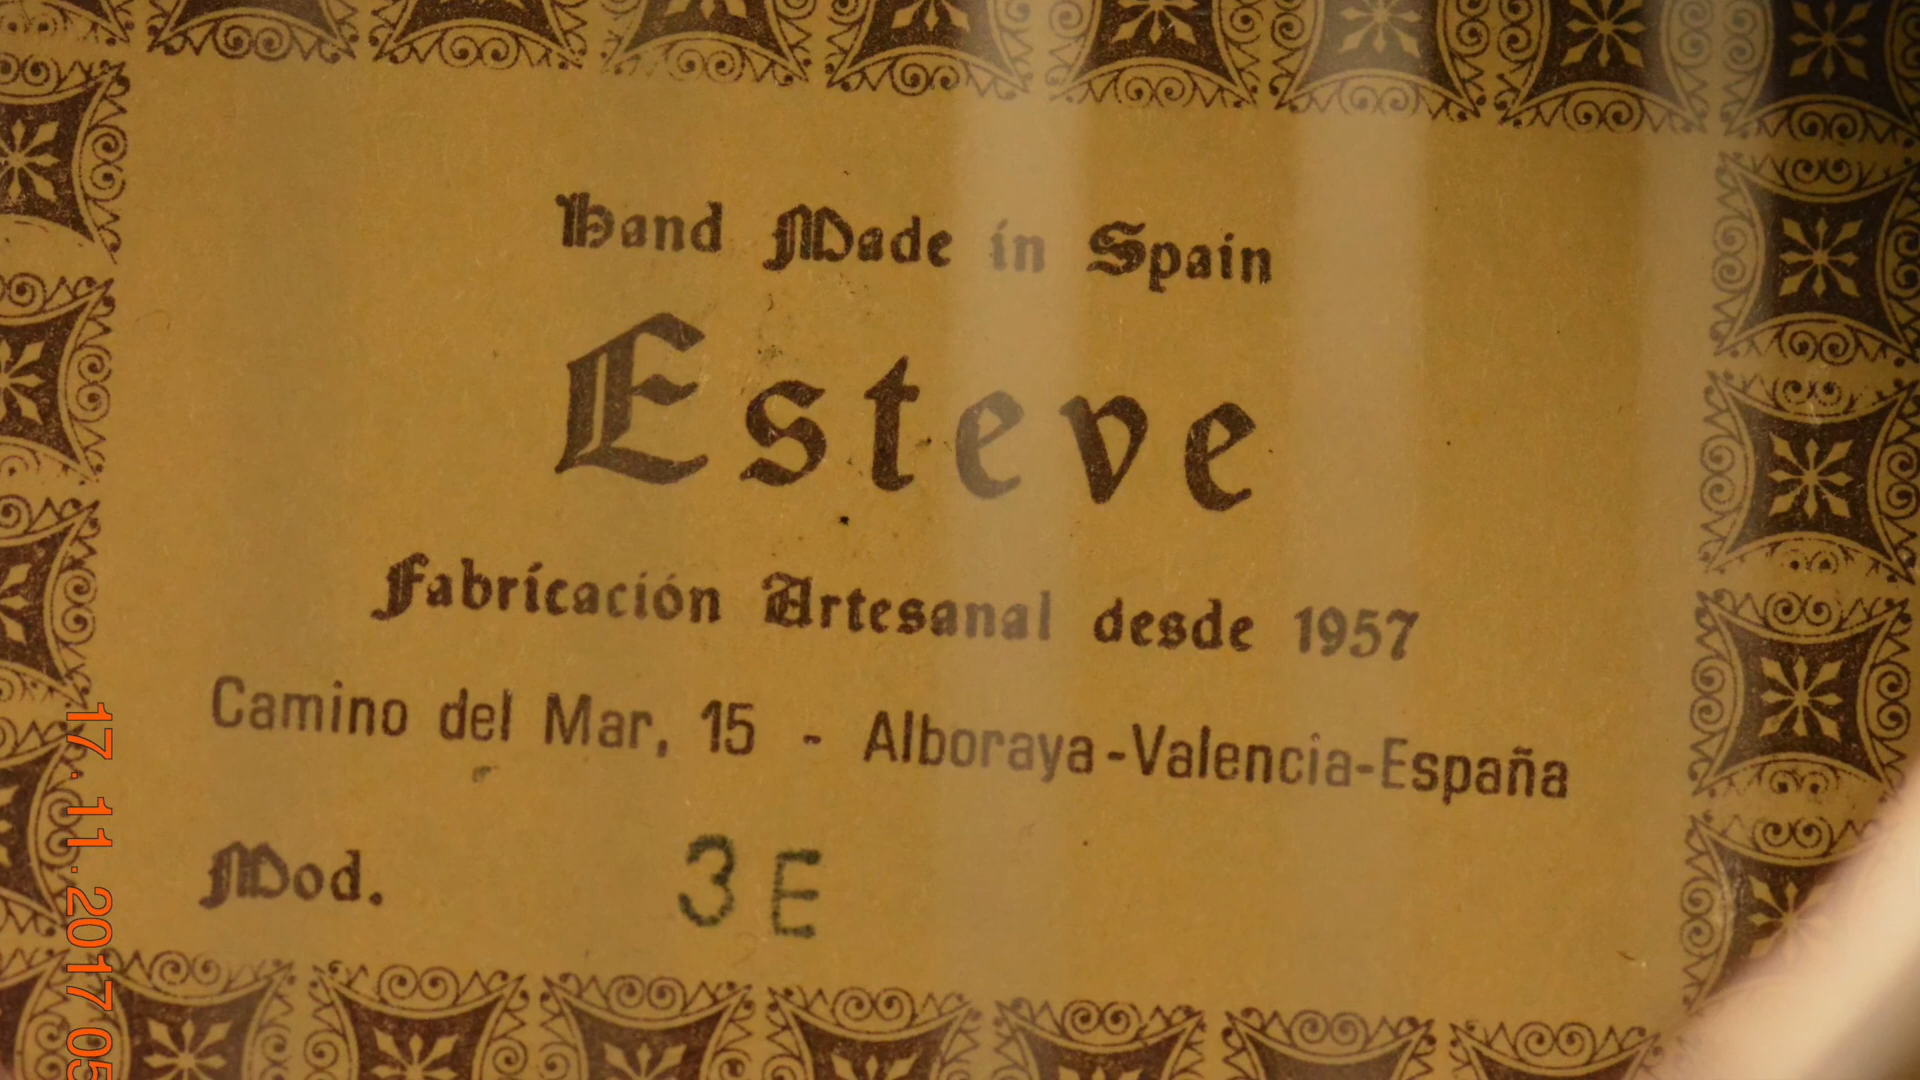 Hand Made in Spain
Esteve
Fabricación Artesanal desde 1957
Camino del Mar, 15 - Alboraya-Valencia-España
Mod. 3E
17.11.2017 05